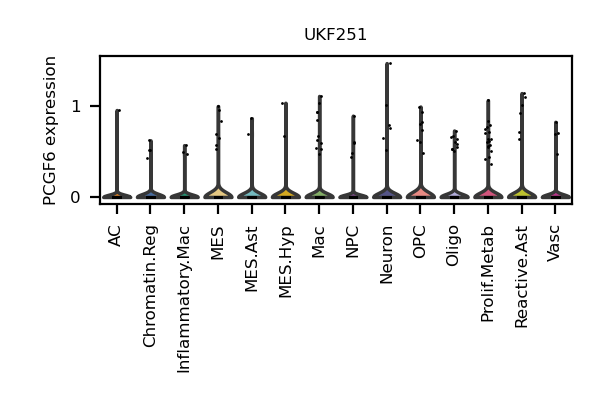 UKF251
PCGF6 expression
1
0
AC
Chromatin.Reg
Inflammatory.Mac
MES
MES.Ast
MES.Hyp
Mac
NPC
Neuron
OPC
Oligo
Prolif.Metab
Reactive.Ast
Vasc